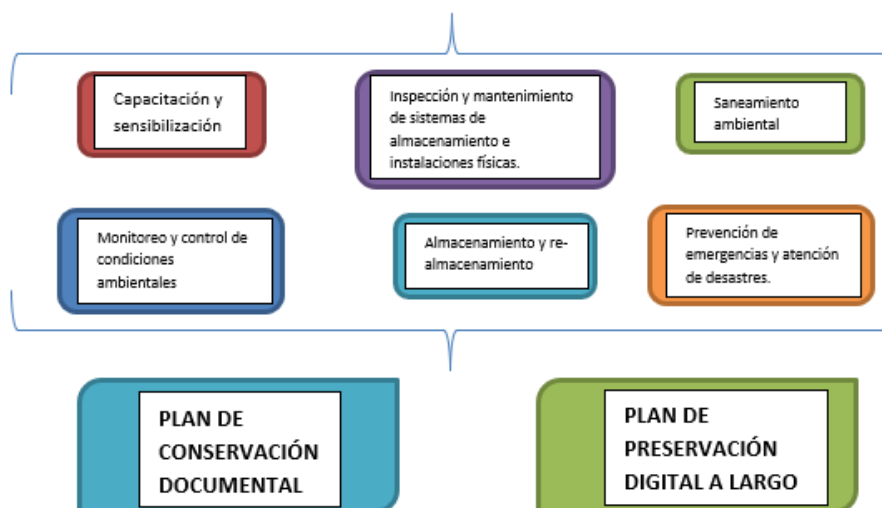 Capacitación y
sensibilización
Inspección y mantenimiento
de sistemas de
almacenamiento e
instalaciones físicas.
Saneamiento
ambiental
Monitoreo y control de
condiciones
ambientales
Almacenamiento y re-
almacenamiento
Prevención de
emergencias y atención
de desastres.
PLAN DE
CONSERVACIÓN
DOCUMENTAL
PLAN DE
PRESERVACIÓN
DIGITAL A LARGO